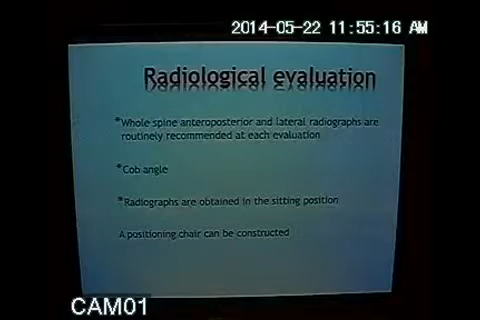 2014-05-22 11:55:16 AM
Radiological evaluation
*Whole spine anteroposterior and lateral radiographs are
routinely recommended at each evaluation
*Cob angle
*Radiographs are obtained in the sitting position
A positioning chair can be constructed
CAM01